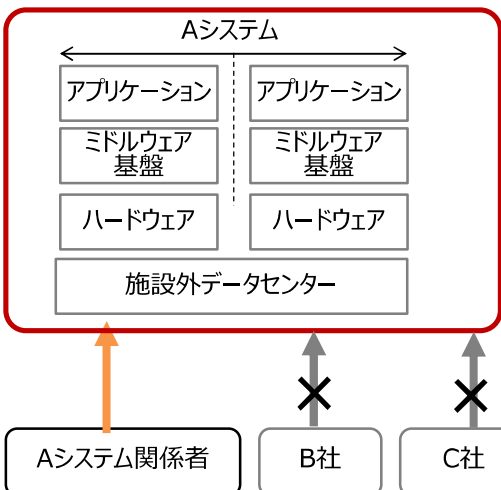 Aシステム
アプリケーション
アプリケーション
ミドルウェア
基盤
ミドルウェア
基盤
ハードウェア
ハードウェア
施設外データセンター
Aシステム関係者
B社
C社